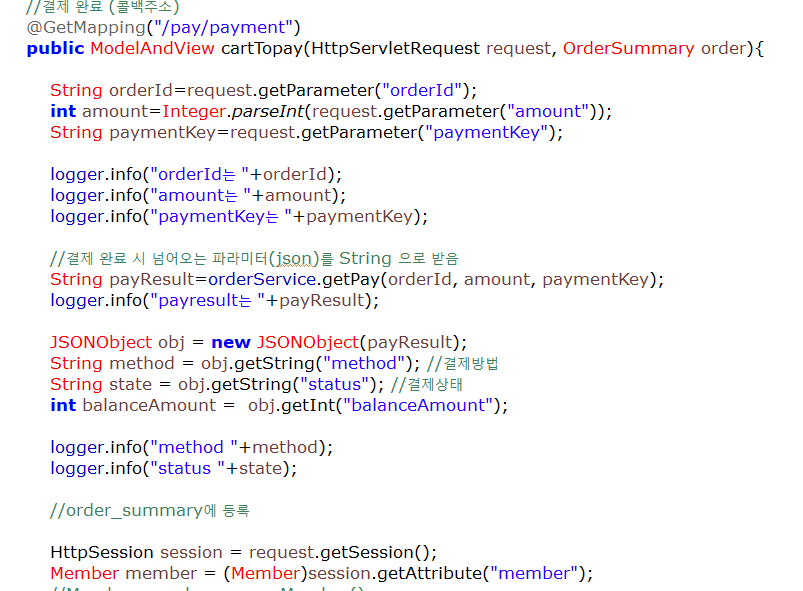 //결제 완료 (콜백주소)
@GetMapping("/pay/payment")
public ModelAndView cartTopay(HttpServletRequest request, OrderSummary order){
String orderId=request.getParameter("orderId");
int amount=Integer.parseInt(request.getParameter("amount"));
String paymentKey=request.getParameter("paymentKey");
logger.info("orderId는 "+orderId);
logger.info("amount는 "+amount);
logger.info("paymentKey는 "+paymentKey);
//결제 완료 시 넘어오는 파라미터(json)를 String 으로 받음
String payResult=orderService.getPay(orderId, amount, paymentKey);
logger.info("payresult는 "+payResult);
JSONObject obj = new JSONObject(payResult);
String method = obj.getString("method"); //결제방법
String state = obj.getString("status"); //결제상태
int balanceAmount =  obj.getInt("balanceAmount");
logger.info("method "+method);
logger.info("status "+state);
//order_summary에 등록
HttpSession session = request.getSession();
Member member = (Member)session.getAttribute("member");